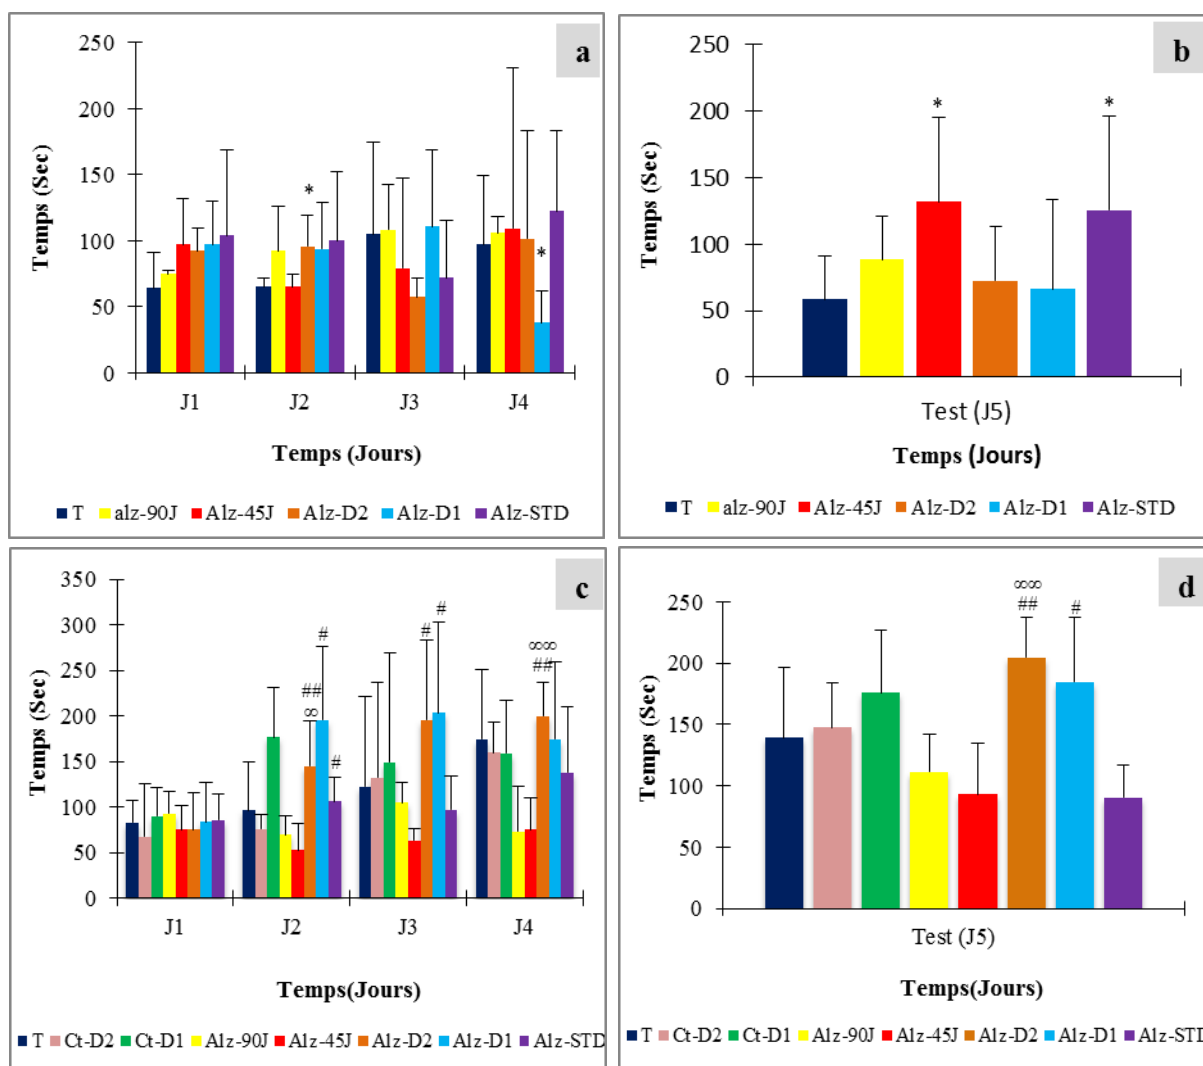 a
250
200
150
100
50
0
Temps (Sec)
*
*
J1 J2 J3 J4
Temps (Jours)
T alz-90J Alz-45J Alz-D2 Alz-D1 Alz-STD
b
250
200
150
100
50
0
Temps (Sec)
* *
Test (J5)
Temps (Jours)
T alz-90J Alz-45J Alz-D2 Alz-D1 Alz-STD
c
350
300
250
200
150
100
50
0
Temps (Sec)
#
# #
∞∞
##
##
∞
#
J1 J2 J3 J4
Temps(Jours)
T Ct-D2 Ct-D1 Alz-90J Alz-45J Alz-D2 Alz-D1 Alz-STD
d
250
200
150
100
50
0
Temps (Sec)
∞∞
## #
Test (J5)
Temps(Jours)
T Ct-D2 Ct-D1 Alz-90J Alz-45J Alz-D2 Alz-D1 Alz-STD